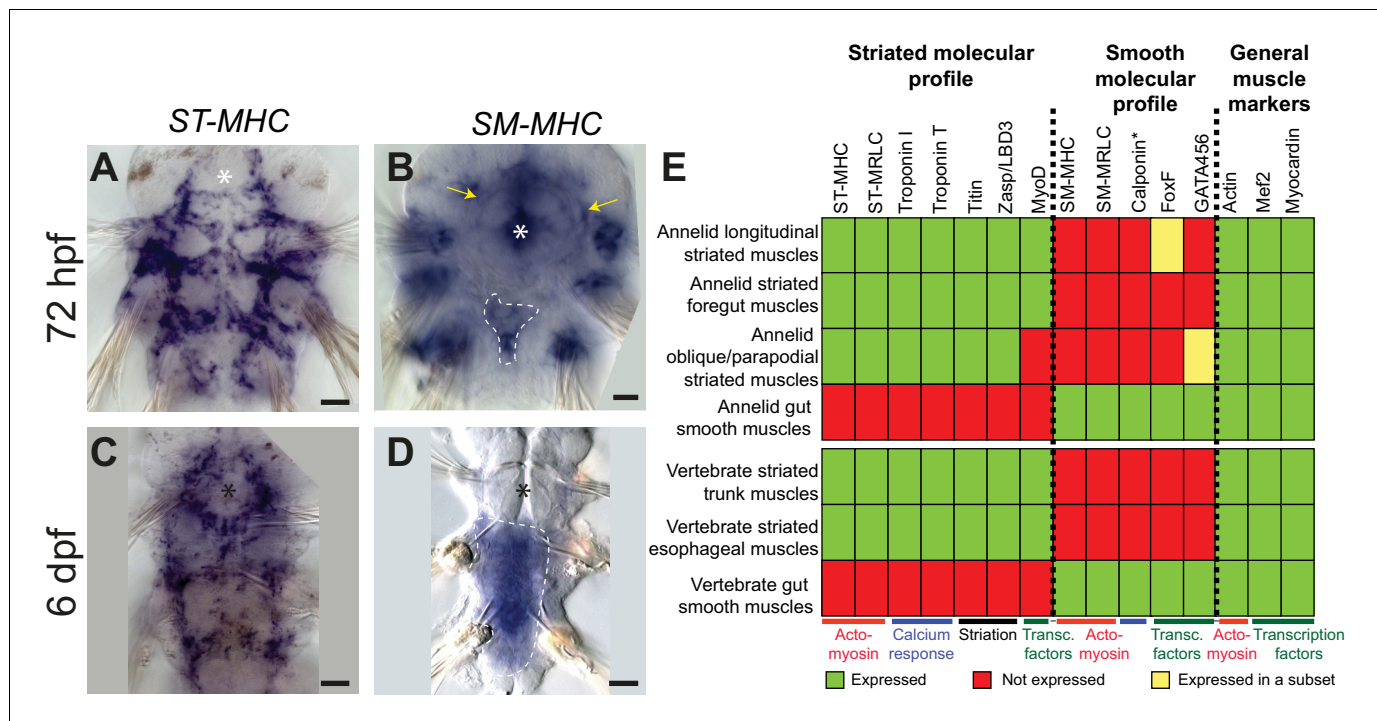 ST-MHC
SM-MHC
72 hpf
6 dpf
A
*
B
*
C
*
D
*
E
Striated molecular
profile
Smooth
molecular
profile
General
muscle
markers
ST-MHC
ST-MRLC
Troponin I
Troponin T
Titin
Zasp/LBD3
MyoD
SM-MHC
SM-MRLC
Calponin*
FoxF
GATA456
Actin
Mef2
Myocardin
Annelid longitudinal
striated muscles
Annelid striated
foregut muscles
Annelid
oblique/parapodial
striated muscles
Annelid gut
smooth muscles
Vertebrate striated
trunk muscles
Vertebrate striated
esophageal muscles
Vertebrate gut
smooth muscles
Acto-
myosin
Calcium
response
Striation
Transc.
factors
Acto-
myosin
Transc.
factors
Acto-
myosin
Transcription
factors
Expressed
Not expressed
Expressed in a subset